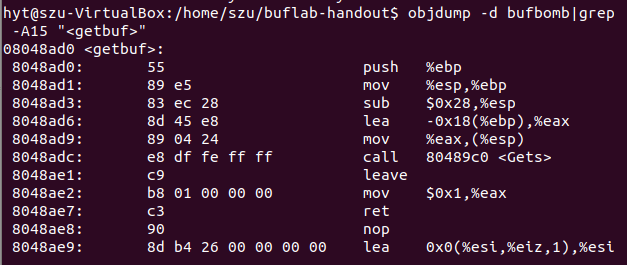 hyt@szu-VirtualBox:/home/szu/buflab-handout$ objdump -d bufbomb|grep
 -A15 "<getbuf>"
08048ad0 <getbuf>:
 8048ad0:	55	push   %ebp
 8048ad1:	89 e5	mov    %esp,%ebp
 8048ad3:	83 ec 28	sub    $0x28,%esp
 8048ad6:	8d 45 e8	lea    -0x18(%ebp),%eax
 8048ad9:	89 04 24	mov    %eax,(%esp)
 8048adc:	e8 df fe ff ff	call   80489c0 <Gets>
 8048ae1:	c9	leave
 8048ae2:	b8 01 00 00 00	mov    $0x1,%eax
 8048ae7:	c3	ret
 8048ae8:	90	nop
 8048ae9:	8d b4 26 00 00 00 00	lea    0x0(%esi,%eiz,1),%esi